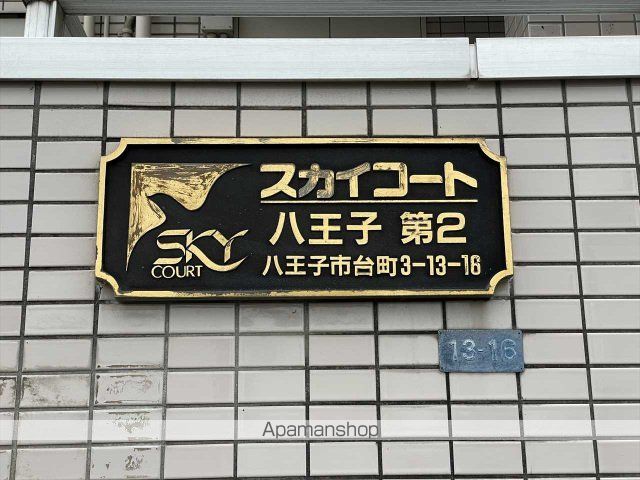 スカイコート
八王子 第2
八王子市台町3-13-16
SKY
COURT
13-16
Apamanshop